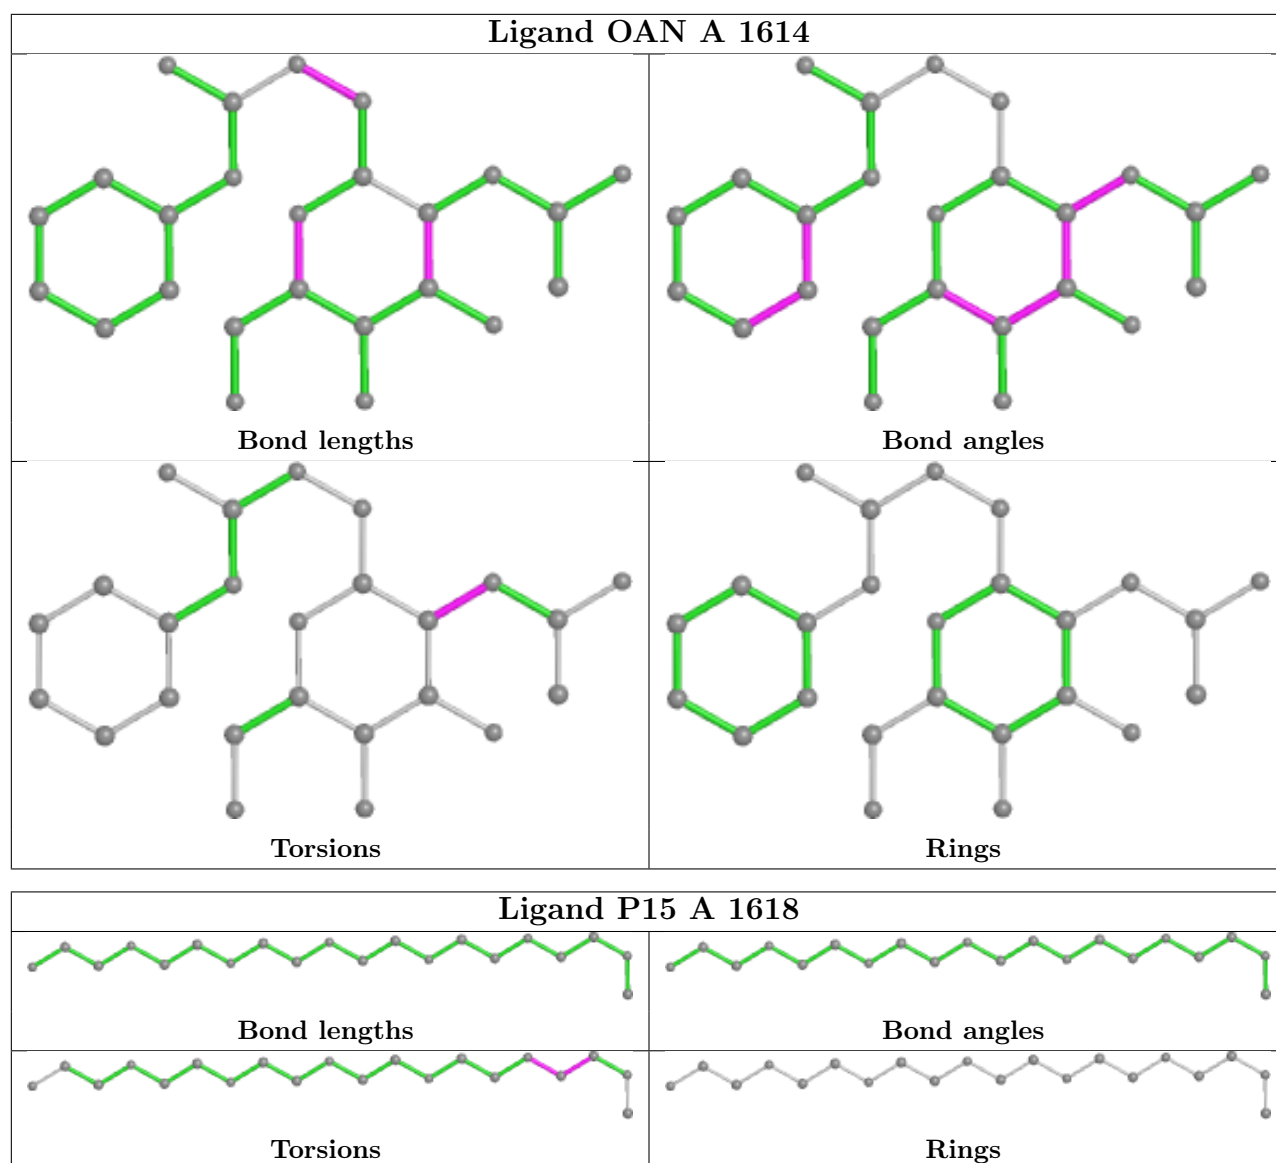 Ligand OAN A 1614
Bond lengths
Bond angles
Torsions
Rings
Ligand P15 A 1618
Bond lengths
Bond angles
Torsions
Rings